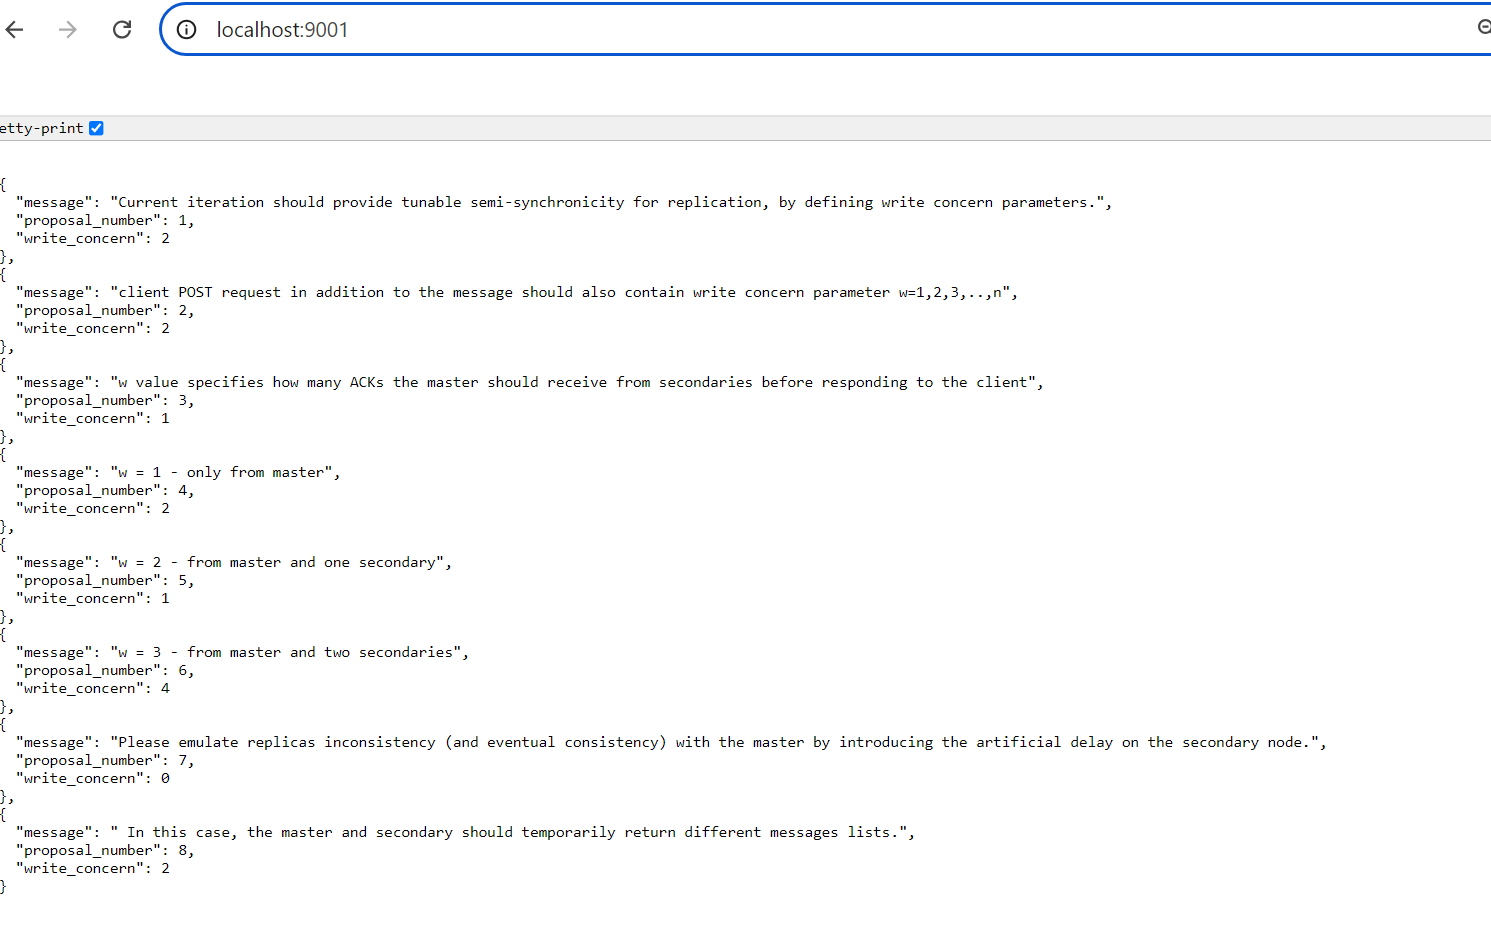 localhost:9001
etty-print
{
"message": "Current iteration should provide tunable semi-synchronicity for replication, by defining write concern parameters.",
"proposal_number": 1,
"write_concern": 2
},
{
"message": "client POST request in addition to the message should also contain write concern parameter w=1,2,3,..,n",
"proposal_number": 2,
"write_concern": 2
},
{
"message": "w value specifies how many ACKs the master should receive from secondaries before responding to the client",
"proposal_number": 3,
"write_concern": 1
},
{
"message": "w = 1 - only from master",
"proposal_number": 4,
"write_concern": 2
},
{
"message": "w = 2 - from master and one secondary",
"proposal_number": 5,
"write_concern": 1
},
{
"message": "w = 3 - from master and two secondaries",
"proposal_number": 6,
"write_concern": 4
},
{
"message": "Please emulate replicas inconsistency (and eventual consistency) with the master by introducing the artificial delay on the secondary node.",
"proposal_number": 7,
"write_concern": 0
},
{
"message": " In this case, the master and secondary should temporarily return different messages lists.",
"proposal_number": 8,
"write_concern": 2
}